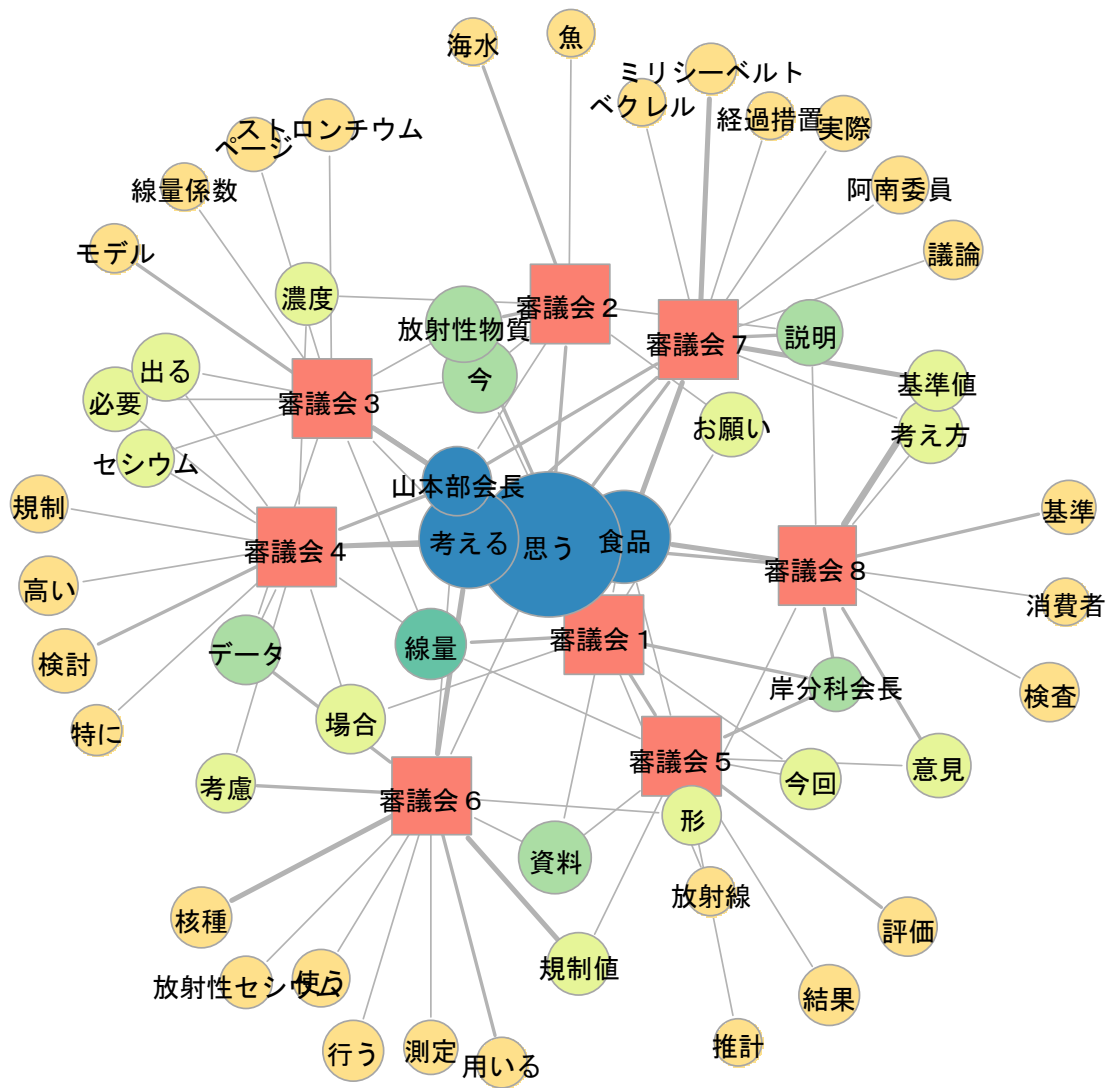 海水
魚
ミリシーベルト
ベクレル
経過措置
実際
ストロンチウム
ページ
線量係数
阿南委員
モデル
議論
濃度
審議会２
放射性物質
説明
審議会７
出る
今
基準値
必要
審議会３
お願い
考え方
セシウム
山本部会長
規制
基準
審議会４
考える
思う
食品
審議会８
高い
消費者
審議会１
線量
データ
検討
岸分科会長
検査
場合
特に
審議会５
意見
今回
考慮
審議会６
形
資料
放射線
核種
評価
規制値
放射性セシウム
使う
結果
行う
測定
用いる
推計